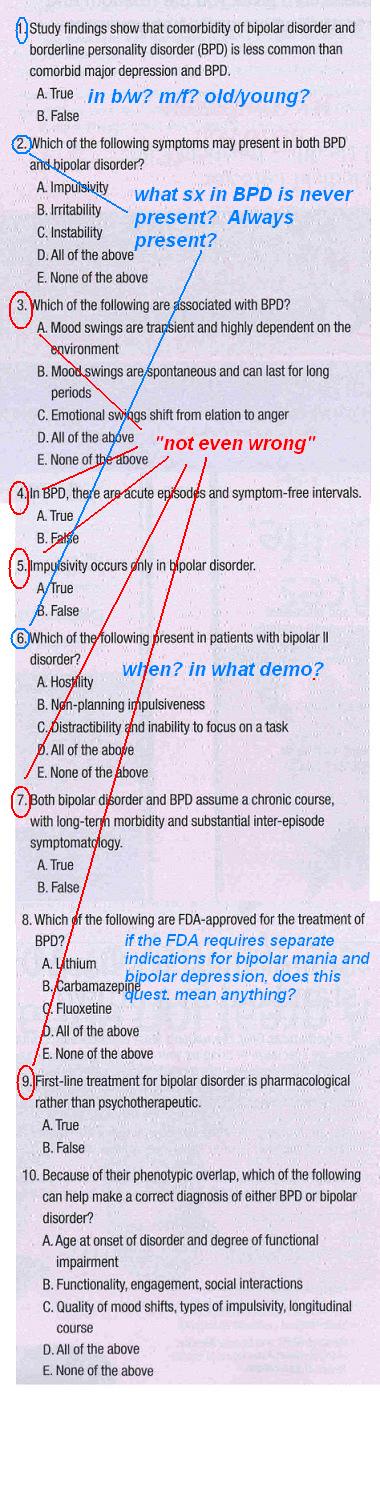 1. Study findings show that comorbidity of bipolar disorder and
borderline personality disorder (BPD) is less common than
comorbid major depression and BPD.
A. True
in b/w? m/f? old/young?
B. False
2. Which of the following symptoms may present in both BPD
and bipolar disorder?
A. Impulsivity
B. Irritability
C. Instability
D. All of the above
E. None of the above
what sx in BPD is never
present? Always
present?
3. Which of the following are associated with BPD?
A. Mood swings are transient and highly dependent on the
environment
B. Mood swings are spontaneous and can last for long
periods
C. Emotional swings shift from elation to anger
D. All of the above
E. None of the above
"not even wrong"
4. In BPD, there are acute episodes and symptom-free intervals.
A. True
B. False
5. Impulsivity occurs only in bipolar disorder.
A. True
B. False
6. Which of the following present in patients with bipolar II
disorder?
when? in what demo?
A. Hostility
B. Non-planning impulsiveness
C. Distractibility and inability to focus on a task
D. All of the above
E. None of the above
7. Both bipolar disorder and BPD assume a chronic course,
with long-term morbidity and substantial inter-episode
symptomatology.
A. True
B. False
8. Which of the following are FDA-approved for the treatment of
BPD?
A. Lithium
B. Carbamazepine
C. Fluoxetine
D. All of the above
E. None of the above
if the FDA requires separate
indications for bipolar mania and
bipolar depression, does this
quest. mean anything?
9. First-line treatment for bipolar disorder is pharmacological
rather than psychotherapeutic.
A. True
B. False
10. Because of their phenotypic overlap, which of the following
can help make a correct diagnosis of either BPD or bipolar
disorder?
A. Age at onset of disorder and degree of functional
impairment
B. Functionality, engagement, social interactions
C. Quality of mood shifts, types of impulsivity, longitudinal
course
D. All of the above
E. None of the above